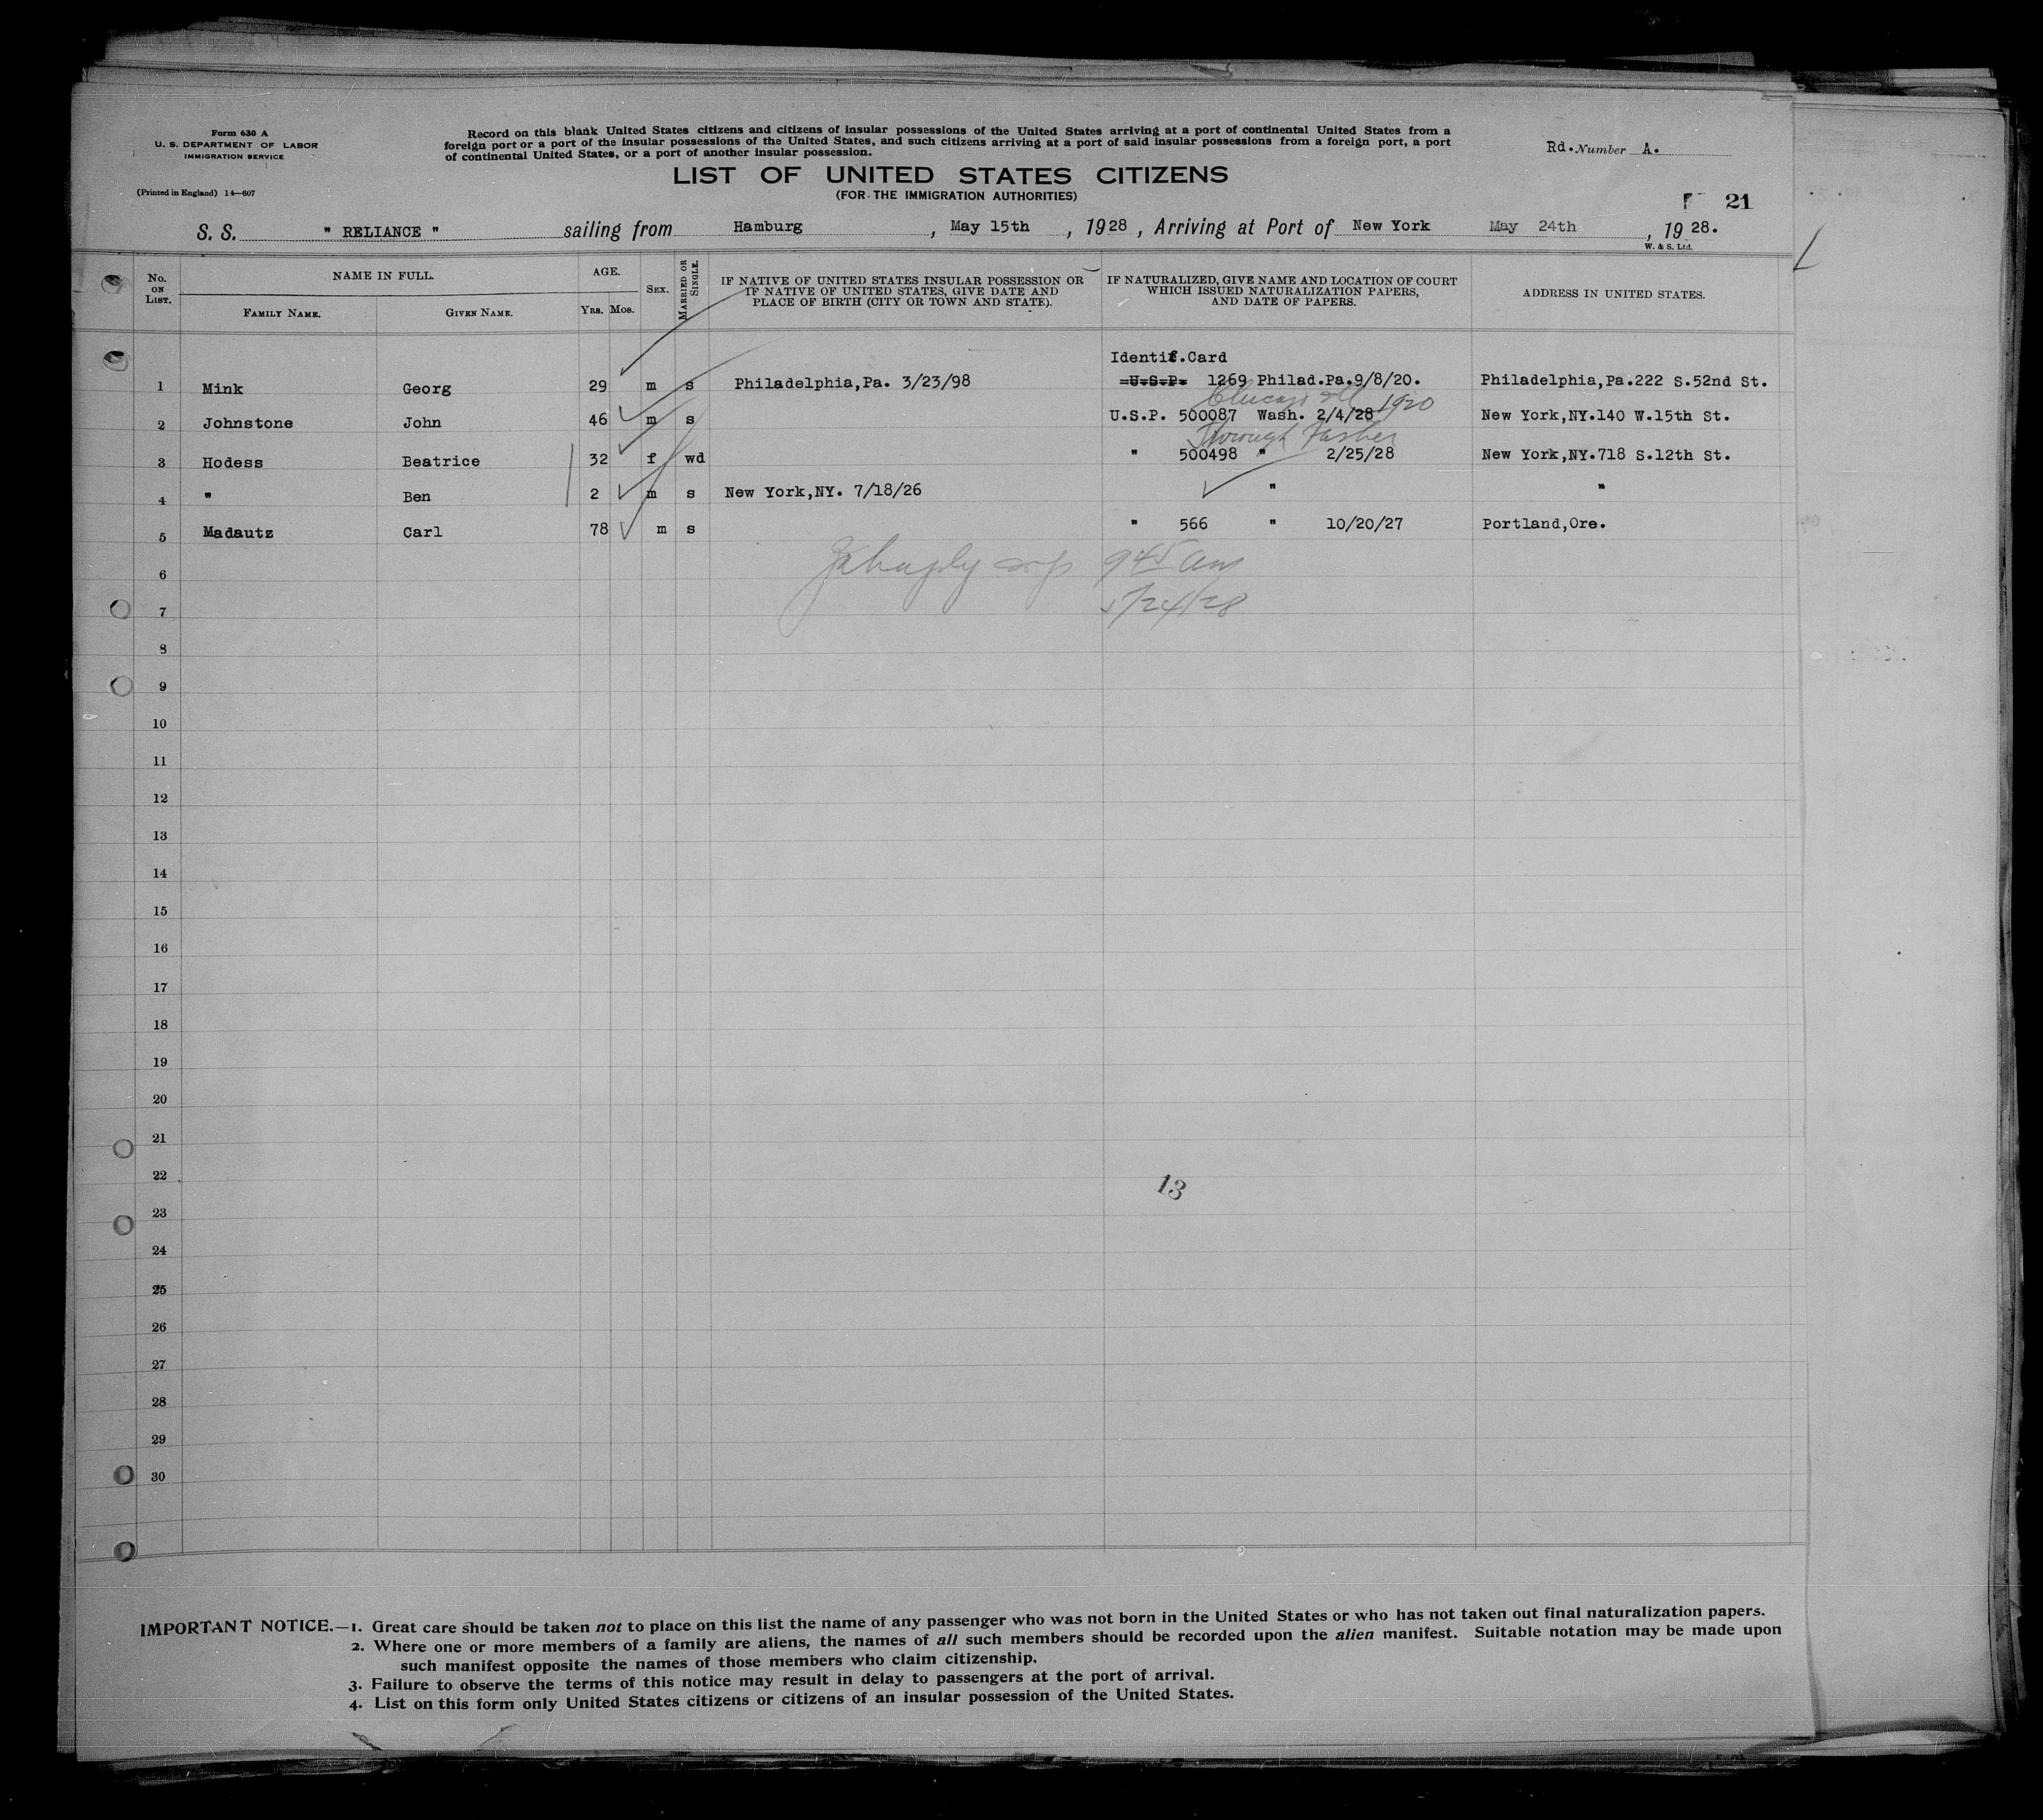 Form 630 A
U. S. DEPARTMENT OF LABOR
IMMIGRATION SERVICE
(Printed in England) 14—607
Record on this blank United States citizens and citizens of insular possessions of the United States arriving at a port of continental United States from a
foreign port or a port of the insular possessions of the United States, and such citizens arriving at a port of said insular possessions from a foreign port, a port
of continental United States, or a port of another insular possession.
Rd. Number A.
LIST OF UNITED STATES CITIZENS
(FOR THE IMMIGRATION AUTHORITIES)
21
S. S. " RELIANCE " sailing from Hamburg , May 15th , 1928 , Arriving at Port of New York May 24th , 1928.
W. & S. Ltd.
No. ON LIST. NAME IN FULL. FAMILY NAME. GIVEN NAME. AGE. YRS. MOS. SEX. MARRIED OR SINGLE. IF NATIVE OF UNITED STATES INSULAR POSSESSION OR IF NATIVE OF UNITED STATES, GIVE DATE AND PLACE OF BIRTH (CITY OR TOWN AND STATE). IF NATURALIZED, GIVE NAME AND LOCATION OF COURT WHICH ISSUED NATURALIZATION PAPERS, AND DATE OF PAPERS. ADDRESS IN UNITED STATES.
Identif.Card
1 Mink Georg 29 m s Philadelphia,Pa. 3/23/98 U.S.P. 1269 Philad.Pa.9/8/20. Philadelphia,Pa.222 S.52nd St.
Chicago Ill 1920
2 Johnstone John 46 m s U.S.P. 500087 Wash. 2/4/28 New York,NY.140 W.15th St.
Through Father
3 Hodess Beatrice 32 f wd " 500498 " 2/25/28 New York,NY.718 S.12th St.
4 " Ben 2 m s New York,NY. 7/18/26 " "
5 Madautz Carl 78 m s " 566 " 10/20/27 Portland,Ore.
6 945 am
7 5/24/28
8
9
10
11
12
13
14
15
16
17
18
19
20
21
22
13
23
24
25
26
27
28
29
30
IMPORTANT NOTICE.—1. Great care should be taken not to place on this list the name of any passenger who was not born in the United States or who has not taken out final naturalization papers.
2. Where one or more members of a family are aliens, the names of all such members should be recorded upon the alien manifest. Suitable notation may be made upon
such manifest opposite the names of those members who claim citizenship.
3. Failure to observe the terms of this notice may result in delay to passengers at the port of arrival.
4. List on this form only United States citizens or citizens of an insular possession of the United States.